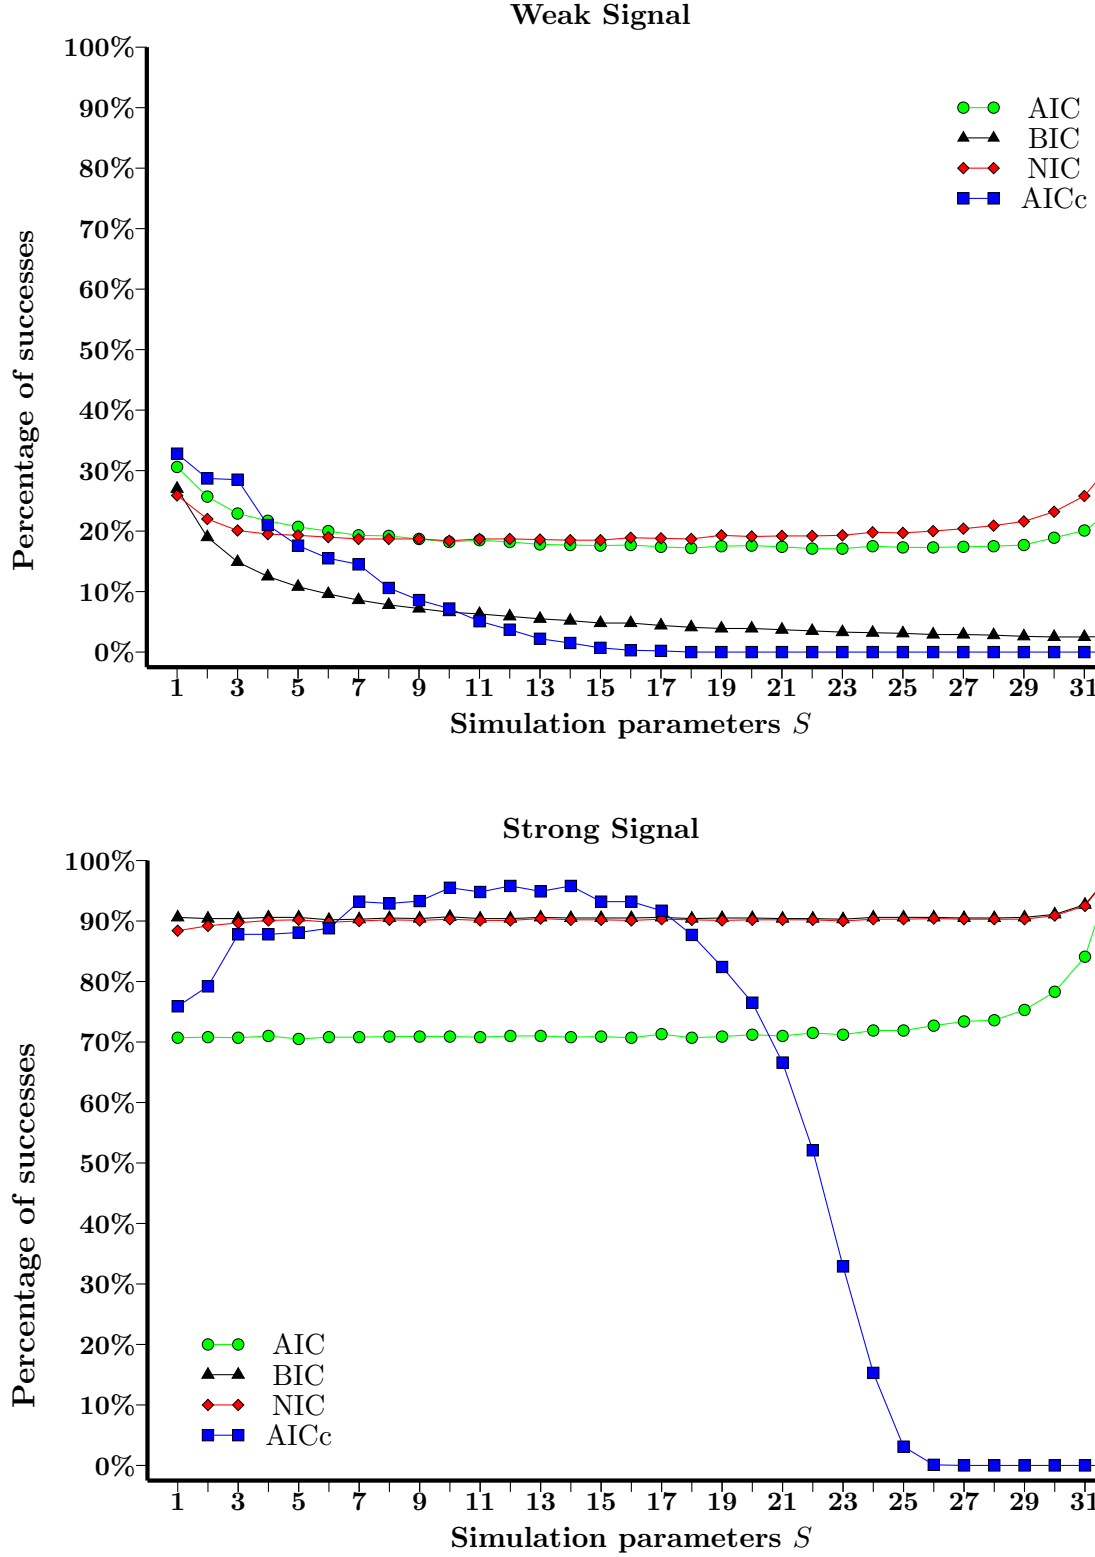 Weak Signal
100%
90%
80%
70%
60%
50%
40%
30%
20%
10%
0%
Percentage of successes
AIC
BIC
NIC
AICc
1 3 5 7 9 11 13 15 17 19 21 23 25 27 29 31
Simulation parameters S
Strong Signal
100%
90%
80%
70%
60%
50%
40%
30%
20%
10%
0%
Percentage of successes
AIC
BIC
NIC
AICc
1 3 5 7 9 11 13 15 17 19 21 23 25 27 29 31
Simulation parameters S